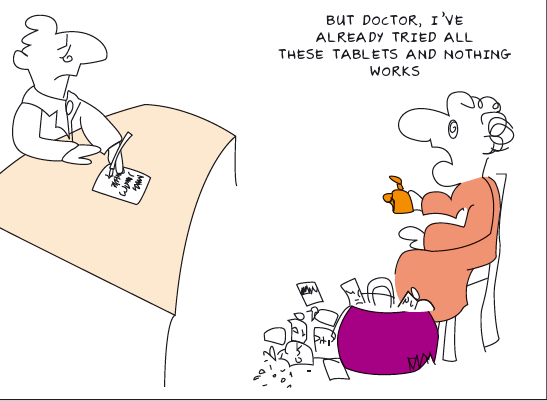 BUT DOCTOR, I'VE
ALREADY TRIED ALL
THESE TABLETS AND NOTHING
WORKS